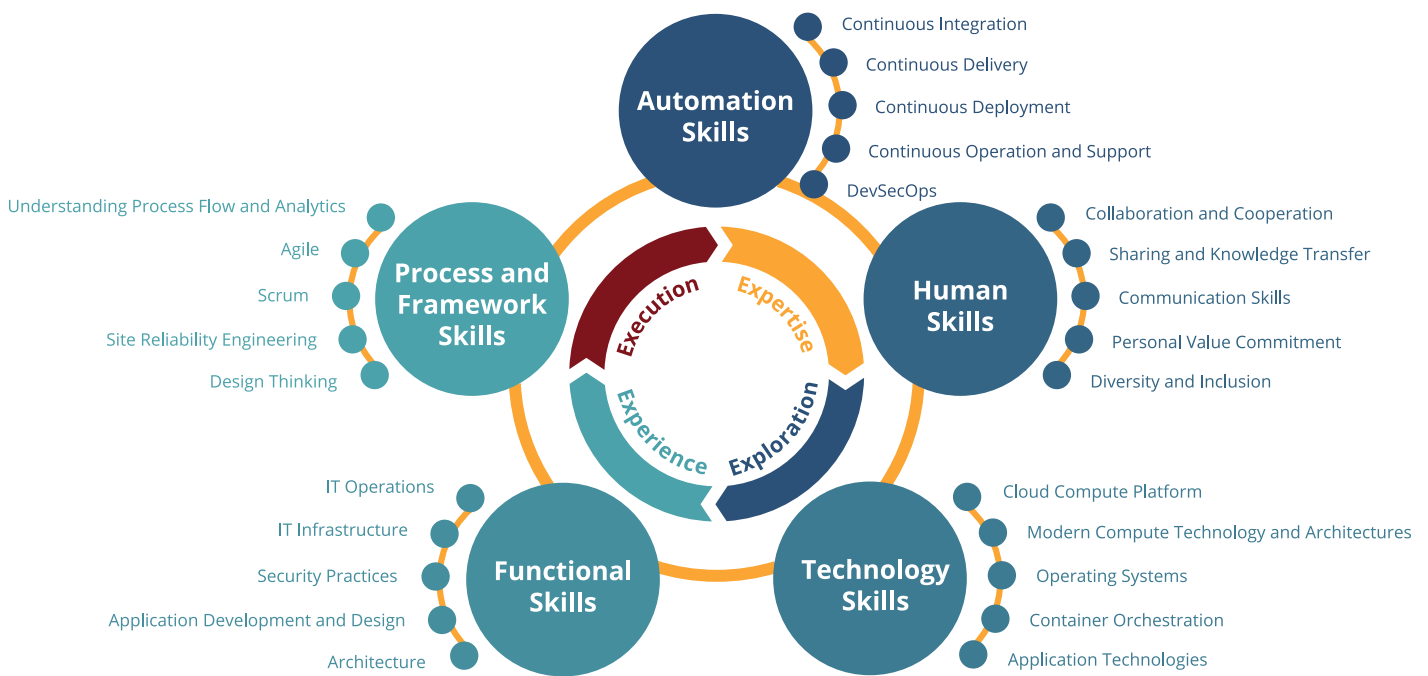 Automation
Skills
Continuous Integration
Continuous Delivery
Continuous Deployment
Continuous Operation and Support
DevSecOps
Human
Skills
Collaboration and Cooperation
Sharing and Knowledge Transfer
Communication Skills
Personal Value Commitment
Diversity and Inclusion
Technology
Skills
Cloud Compute Platform
Modern Compute Technology and Architectures
Operating Systems
Container Orchestration
Application Technologies
Functional
Skills
IT Operations
IT Infrastructure
Security Practices
Application Development and Design
Architecture
Process and
Framework
Skills
Understanding Process Flow and Analytics
Agile
Scrum
Site Reliability Engineering
Design Thinking
Execution
Expertise
Exploration
Experience